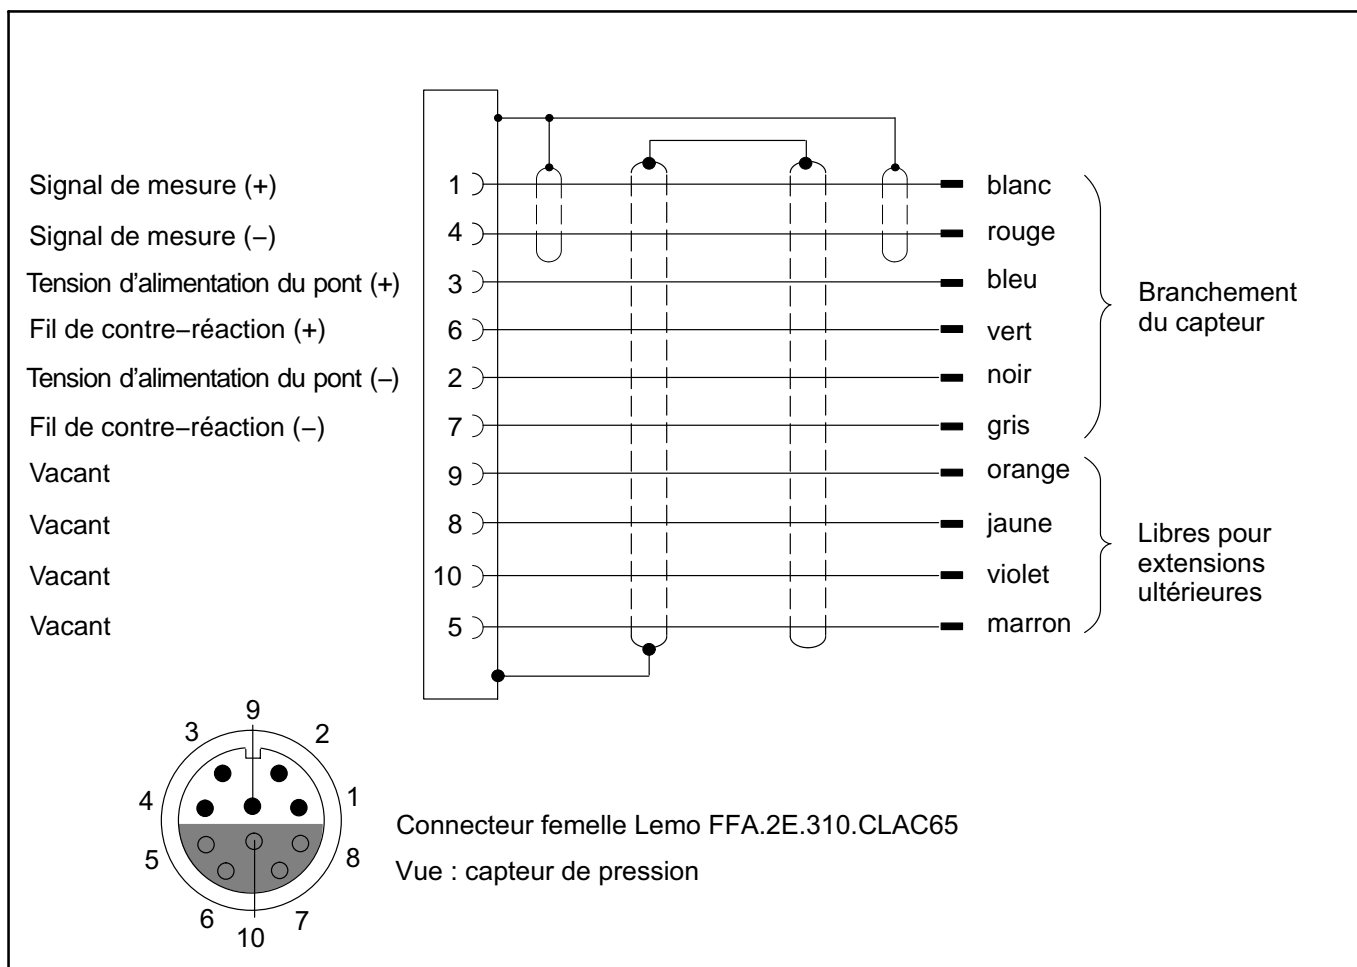 Signal de mesure (+) 1 blanc
Signal de mesure (−) 4 rouge
Tension d’alimentation du pont (+) 3 bleu
Fil de contre−réaction (+) 6 vert
Tension d’alimentation du pont (−) 2 noir
Fil de contre−réaction (−) 7 gris
Branchement
du capteur
Vacant 9 orange
Vacant 8 jaune
Vacant 10 violet
Vacant 5 marron
Libres pour
extensions
ultérieures
9
3 2
4 1
5 8
6 7
10
Connecteur femelle Lemo FFA.2E.310.CLAC65
Vue : capteur de pression